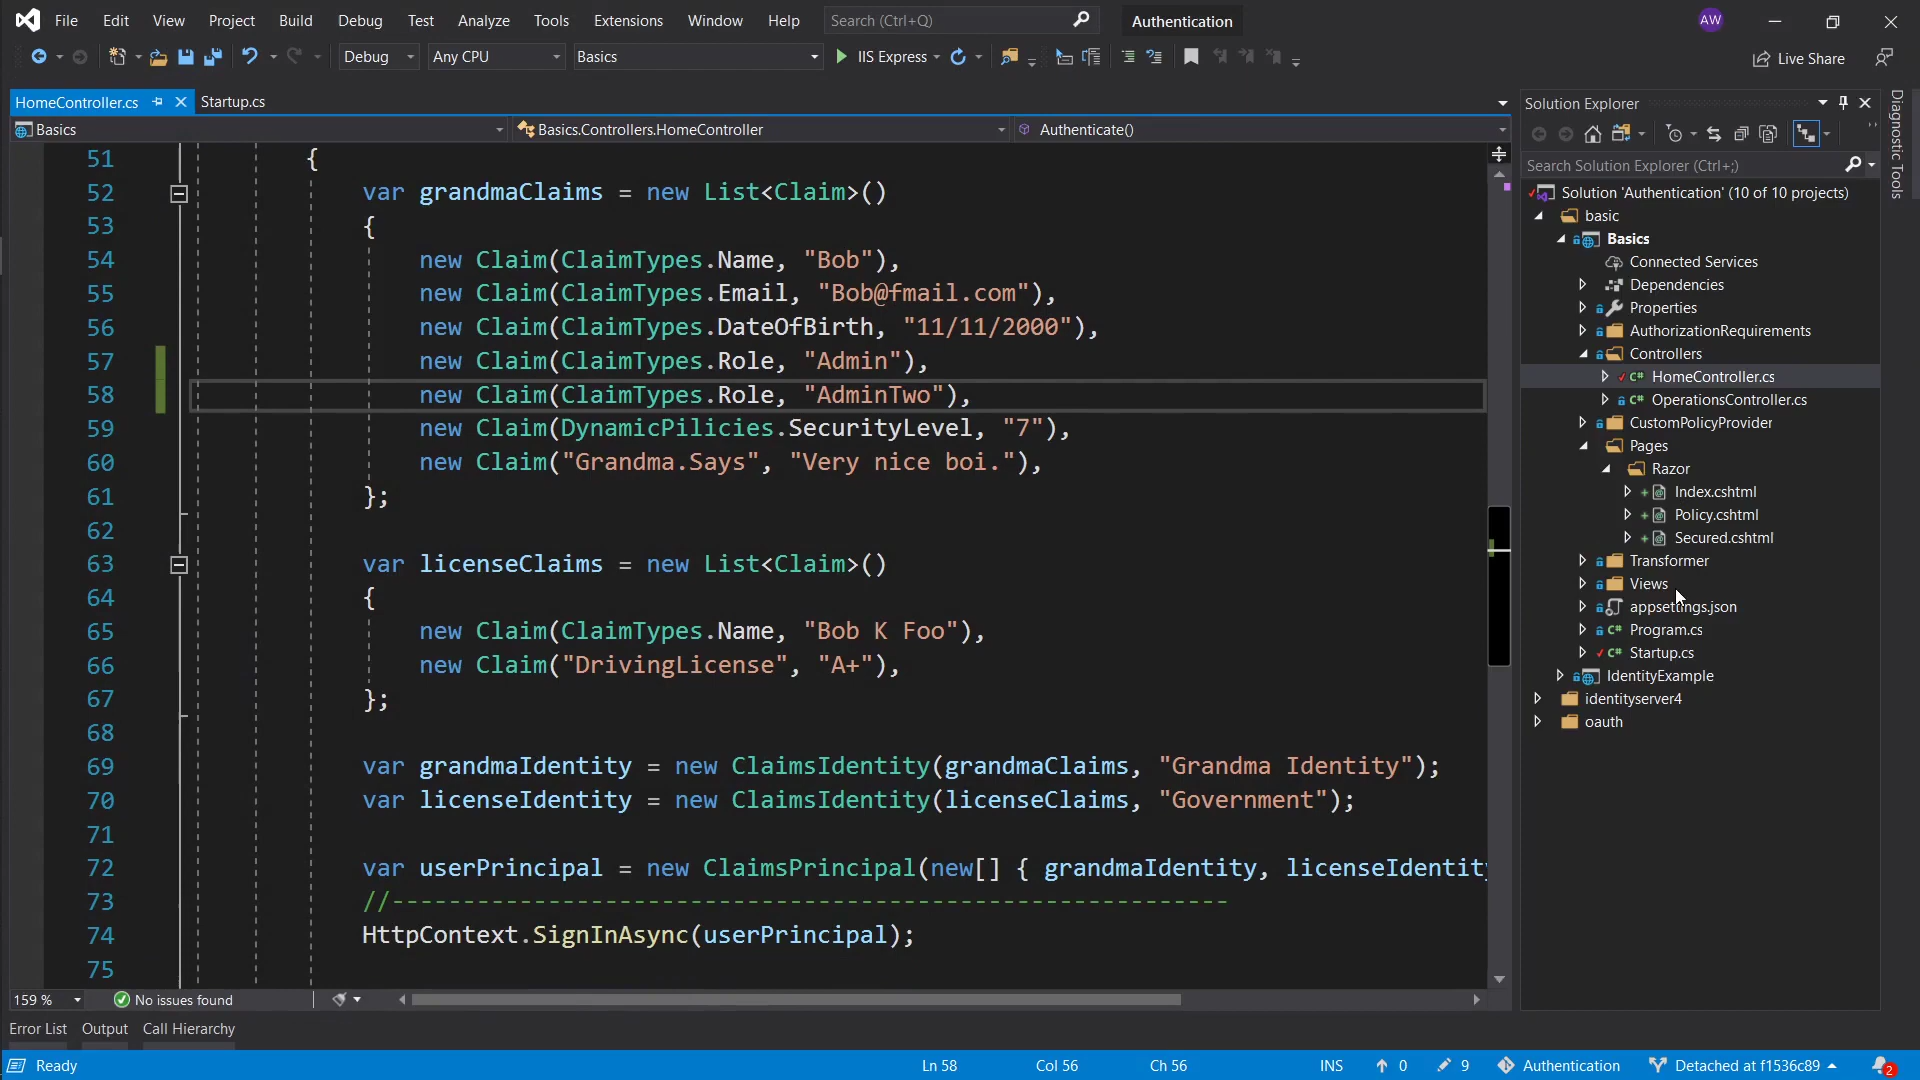 File Edit View Project Build Debug Test Analyze Tools Extensions Window Help Search (Ctrl+Q) Authentication AW
Debug Any CPU Basics IIS Express Live Share
HomeController.cs Startup.cs
Basics Basics.Controllers.HomeController Authenticate()
51 {
52 var grandmaClaims = new List<Claim>()
53 {
54 new Claim(ClaimTypes.Name, "Bob"),
55 new Claim(ClaimTypes.Email, "Bob@fmail.com"),
56 new Claim(ClaimTypes.DateOfBirth, "11/11/2000"),
57 new Claim(ClaimTypes.Role, "Admin"),
58 new Claim(ClaimTypes.Role, "AdminTwo"),
59 new Claim(DynamicPilicies.SecurityLevel, "7"),
60 new Claim("Grandma.Says", "Very nice boi."),
61 };
62
63 var licenseClaims = new List<Claim>()
64 {
65 new Claim(ClaimTypes.Name, "Bob K Foo"),
66 new Claim("DrivingLicense", "A+"),
67 };
68
69 var grandmaIdentity = new ClaimsIdentity(grandmaClaims, "Grandma Identity");
70 var licenseIdentity = new ClaimsIdentity(licenseClaims, "Government");
71
72 var userPrincipal = new ClaimsPrincipal(new[] { grandmaIdentity, licenseIdentity
73 //-----------------------------------------------------------
74 HttpContext.SignInAsync(userPrincipal);
75
159 % No issues found
Error List Output Call Hierarchy
Solution Explorer
Search Solution Explorer (Ctrl+;)
Solution 'Authentication' (10 of 10 projects)
basic
Basics
Connected Services
Dependencies
Properties
AuthorizationRequirements
Controllers
C# HomeController.cs
C# OperationsController.cs
CustomPolicyProvider
Pages
Razor
Index.cshtml
Policy.cshtml
Secured.cshtml
Transformer
Views
appsettings.json
C# Program.cs
C# Startup.cs
IdentityExample
identityserver4
oauth
Diagnostic Tools
Ready Ln 58 Col 56 Ch 56 INS 0 9 Authentication Detached at f1536c89 2